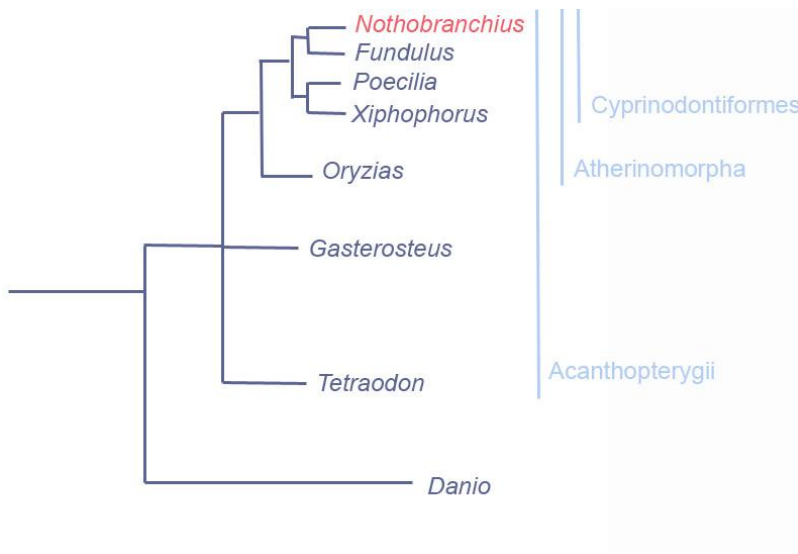 Nothobranchius
Fundulus
Poecilia
Xiphophorus
Cyprinodontiformes
Oryzias
Atherinomorpha
Gasterosteus
Acanthopterygii
Tetraodon
Danio